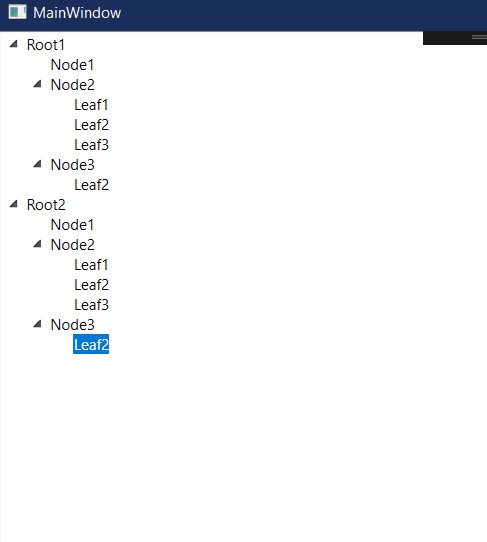 MainWindow
Root1
Node1
Node2
Leaf1
Leaf2
Leaf3
Node3
Leaf2
Root2
Node1
Node2
Leaf1
Leaf2
Leaf3
Node3
Leaf2